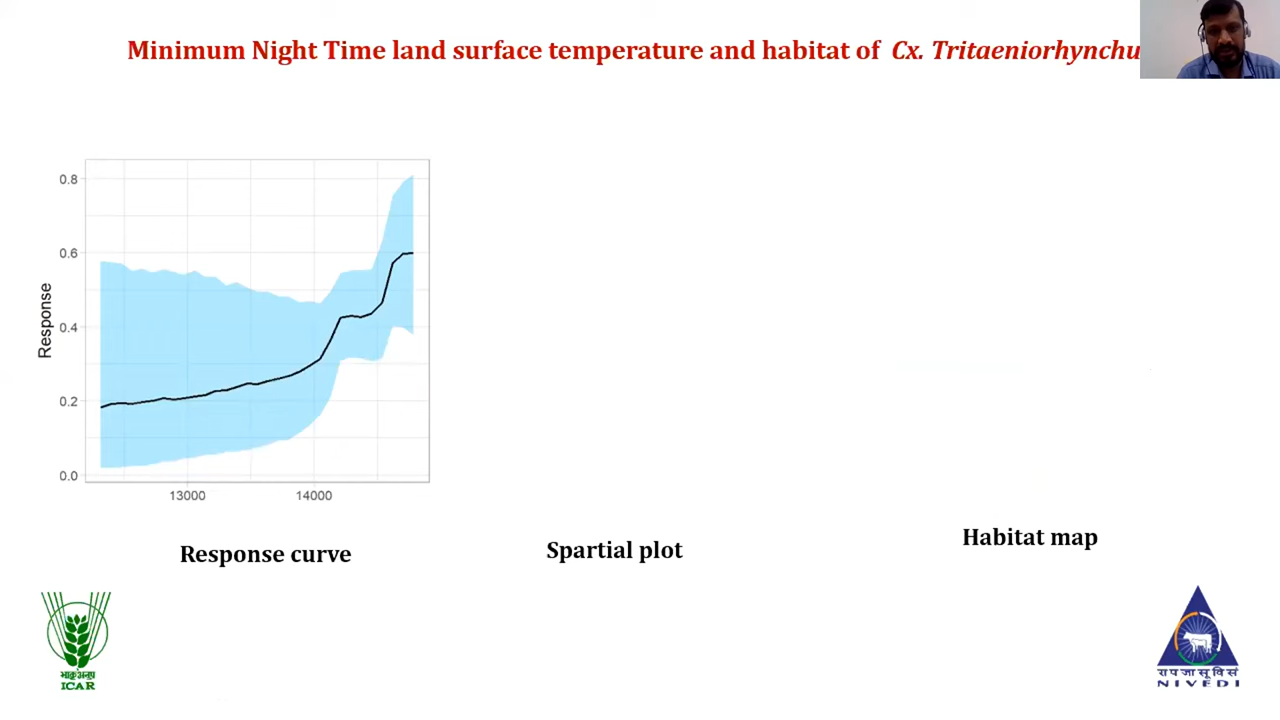 Minimum Night Time land surface temperature and habitat of Cx. Tritaeniorhynchu
0.8
0.6
0.4
0.2
0.0
Response
13000
14000
Response curve
Spartial plot
Habitat map
भाकृअनुप
ICAR
रा प जा सू वि सं
NIVEDI